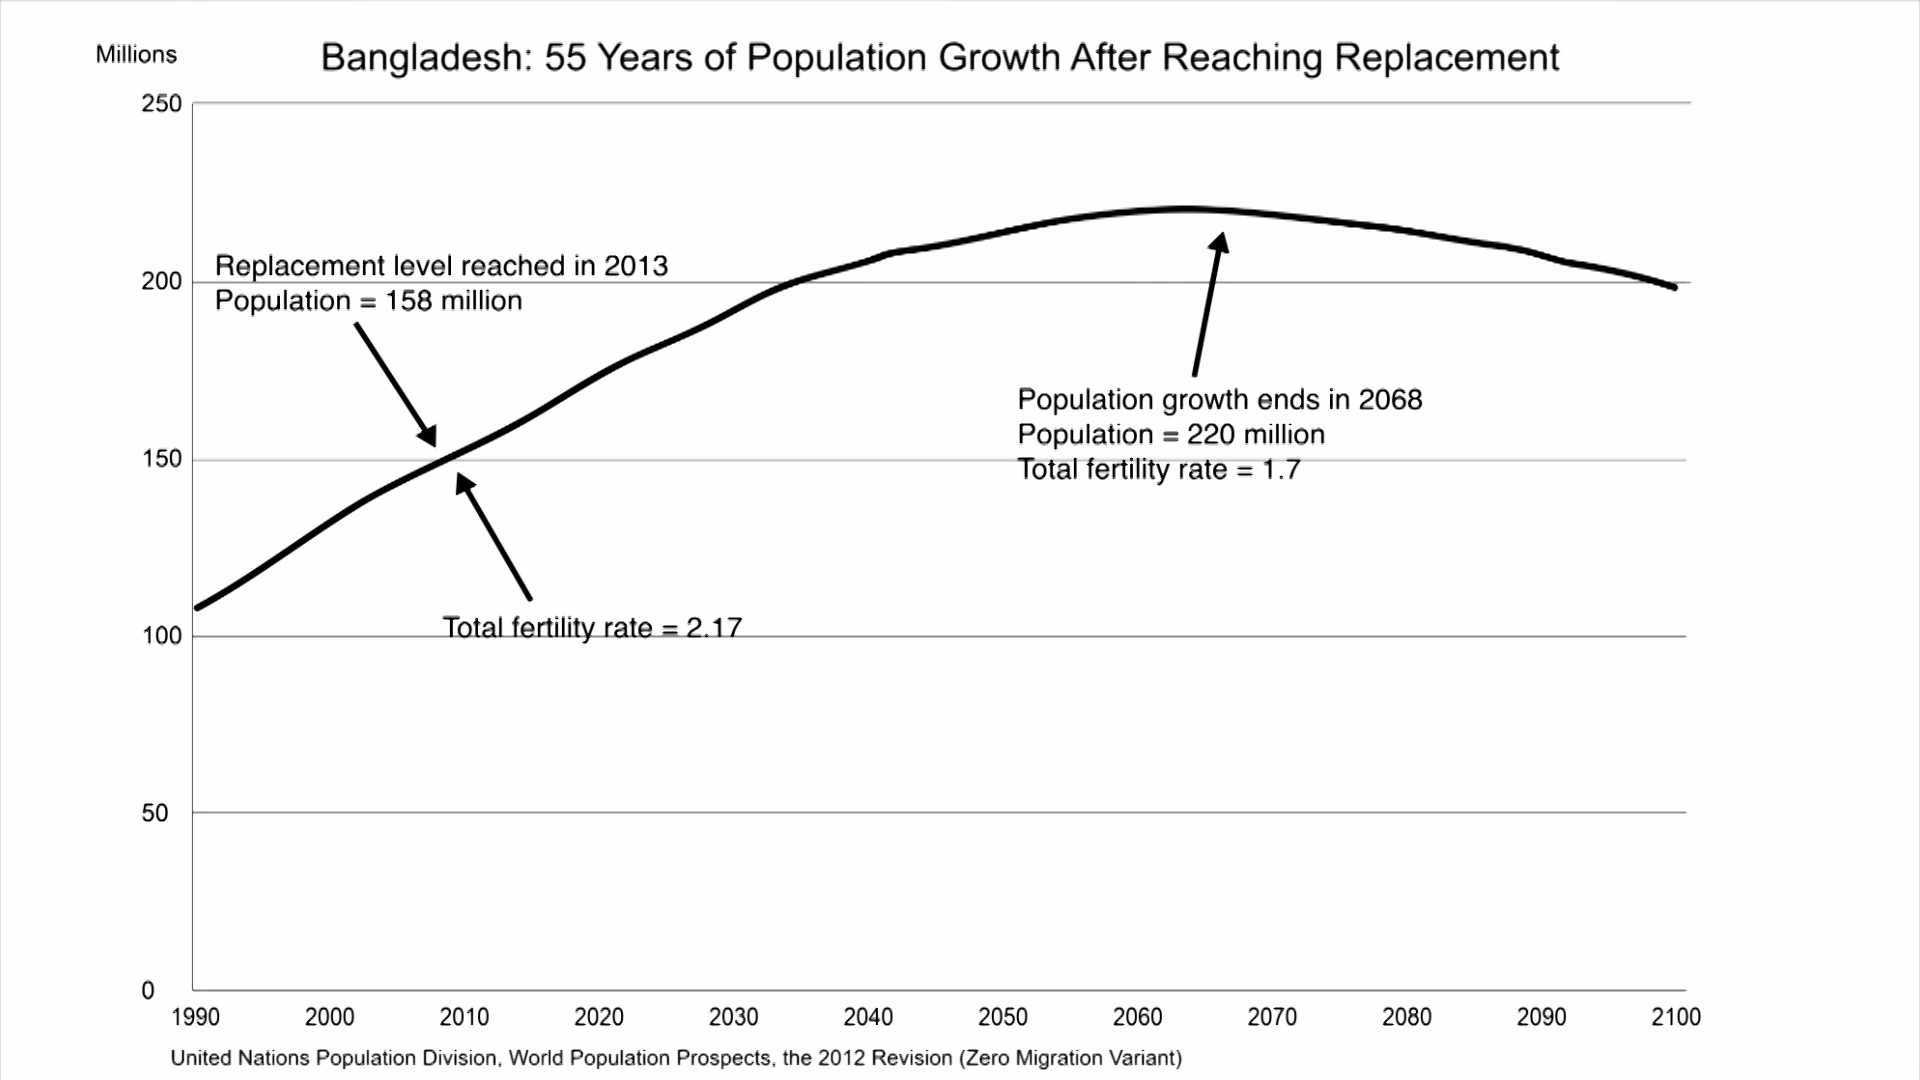 Millions
Bangladesh: 55 Years of Population Growth After Reaching Replacement
250
200
150
100
50
0
Replacement level reached in 2013
Population = 158 million
Total fertility rate = 2.17
Population growth ends in 2068
Population = 220 million
Total fertility rate = 1.7
1990 2000 2010 2020 2030 2040 2050 2060 2070 2080 2090 2100
United Nations Population Division, World Population Prospects, the 2012 Revision (Zero Migration Variant)